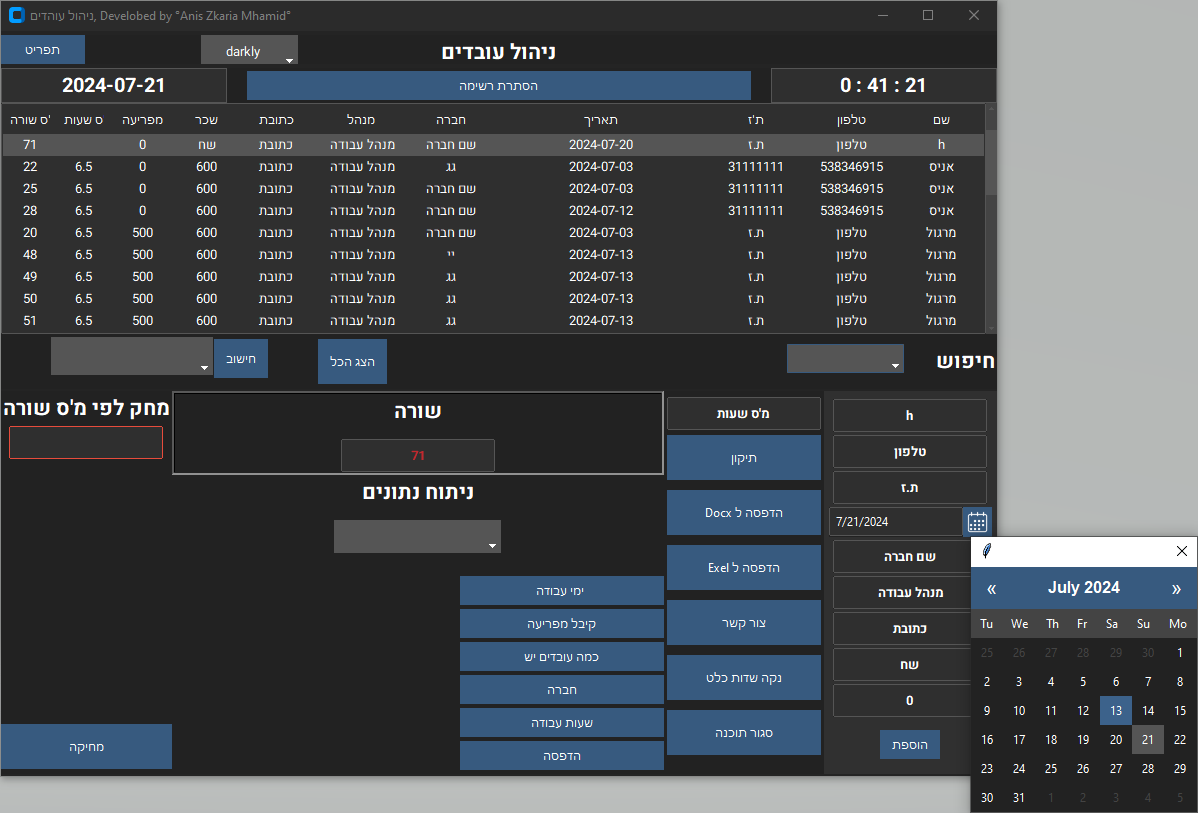 ניהול עוהדים, Develobed by "Anis Zkaria Mhamid"
תפריט
darkly
ניהול עובדים
2024-07-21
הסתרת רשימה
0 : 41 : 21
שם טלפון ת'ז תאריך חברה מנהל כתובת שכר מפריעה ס שעות 'ס שורה
h טלפון ת.ז 2024-07-20 שם חברה מנהל עבודה כתובת שח 0 71
אניס 538346915 31111111 2024-07-03 גג מנהל עבודה כתובת 600 0 6.5 22
אניס 538346915 31111111 2024-07-03 שם חברה מנהל עבודה כתובת 600 0 6.5 25
אניס 538346915 31111111 2024-07-12 שם חברה מנהל עבודה כתובת 600 0 6.5 28
מרגול טלפון ת.ז 2024-07-03 שם חברה מנהל עבודה כתובת 600 500 6.5 20
מרגול טלפון ת.ז 2024-07-13 יי מנהל עבודה כתובת 600 500 6.5 48
מרגול טלפון ת.ז 2024-07-13 גג מנהל עבודה כתובת 600 500 6.5 49
מרגול טלפון ת.ז 2024-07-13 גג מנהל עבודה כתובת 600 500 6.5 50
מרגול טלפון ת.ז 2024-07-13 גג מנהל עבודה כתובת 600 500 6.5 51
חיפוש
הצג הכל
חישוב
h
טלפון
ת.ז
7/21/2024
שם חברה
מנהל עבודה
כתובת
שח
0
הוספת
מ'ס שעות
תיקון
הדפסה ל Docx
הדפסה ל Exel
צור קשר
נקה שדות כלט
סגור תוכנה
שורה
71
ניתוח נתונים
ימי עבודה
קיבל מפריעה
כמה עובדים יש
חברה
שעות עבודה
הדפסה
מחק לפי מ'ס שורה
מחיקה
« July 2024 »
Tu We Th Fr Sa Su Mo
25 26 27 28 29 30 1
2 3 4 5 6 7 8
9 10 11 12 13 14 15
16 17 18 19 20 21 22
23 24 25 26 27 28 29
30 31 1 2 3 4 5